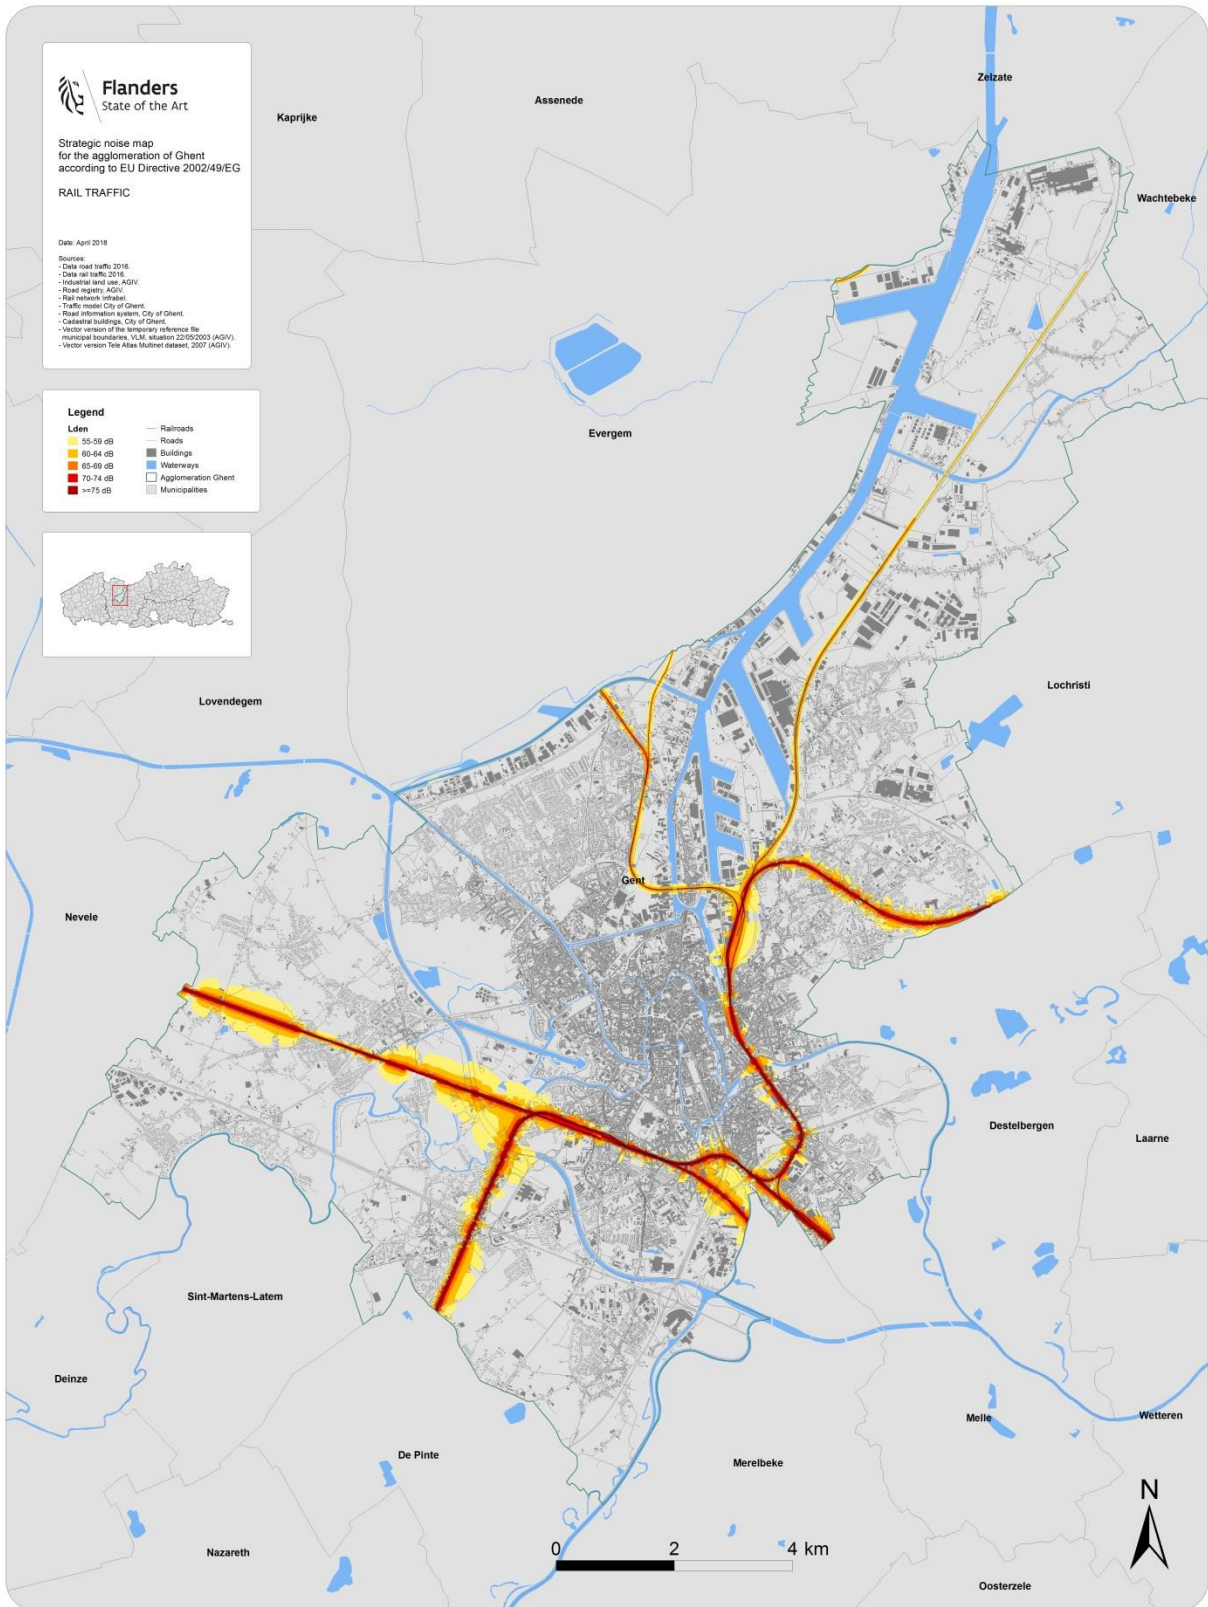 Flanders
State of the Art
Strategic noise map
for the agglomeration of Ghent
according to EU Directive 2002/49/EG
RAIL TRAFFIC
Date: April 2018
Sources:
- Data road traffic 2016.
- Data rail traffic 2016.
- Industrial land use, AGIV.
- Road registry, AGIV.
- Rail network Infrabel.
- Traffic model City of Ghent.
- Road information system, City of Ghent.
- Cadastral buildings, City of Ghent.
- Vector version of the temporary reference file
municipal boundaries, VLM, situation 22/05/2003 (AGIV).
- Vector version Tele Atlas Multinet dataset, 2007 (AGIV).
Legend
Lden
55-59 dB
60-64 dB
65-69 dB
70-74 dB
>=75 dB
Railroads
Roads
Buildings
Waterways
Agglomeration Ghent
Municipalities
Zelzate
Assenede
Kaprijke
Wachtebeke
Evergem
Lochristi
Lovendegem
Gent
Nevele
Destelbergen
Laarne
Sint-Martens-Latem
Deinze
Melle
Wetteren
De Pinte
Merelbeke
N
0 2 4 km
Nazareth
Oosterzele